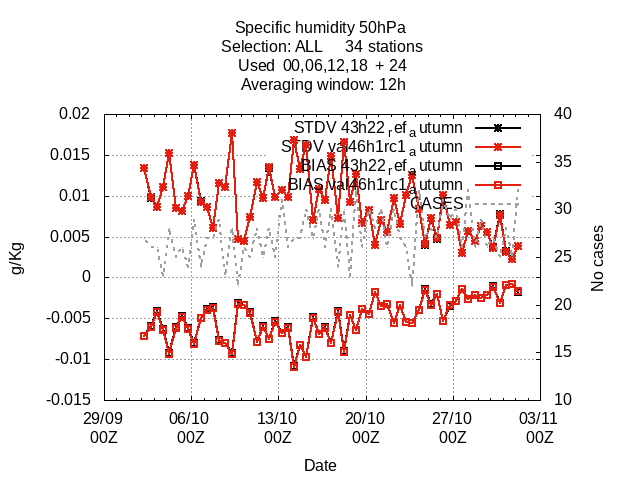 Specific humidity 50hPa
Selection: ALL 34 stations
Used 00,06,12,18 + 24
Averaging window: 12h
0.02
0.015
0.01
0.005
0
-0.005
-0.01
-0.015
g/Kg
40
35
30
25
20
15
10
No cases
STDV 43h22_ref_autumn
STDV val46h1rc1_autumn
BIAS 43h22_ref_autumn
BIAS val46h1rc1_autumn
CASES
29/09 00Z
06/10 00Z
13/10 00Z
20/10 00Z
27/10 00Z
03/11 00Z
Date